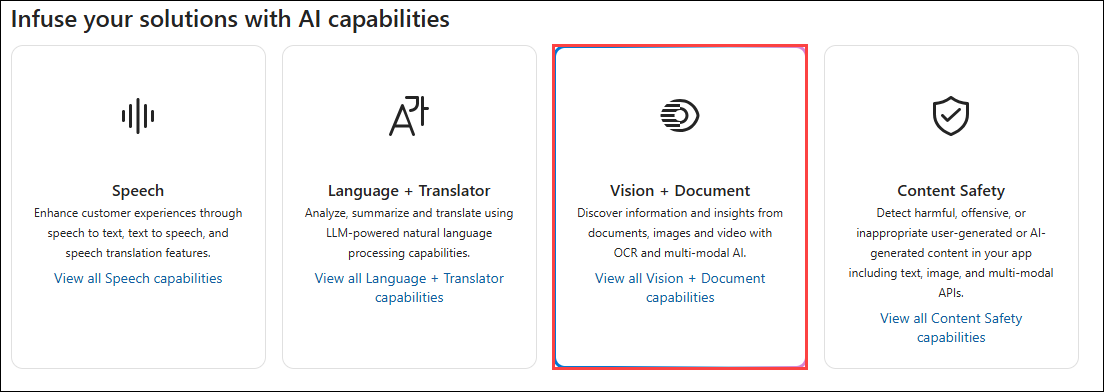 Infuse your solutions with AI capabilities
Speech
Enhance customer experiences through
speech to text, text to speech, and
speech translation features.
View all Speech capabilities
Language + Translator
Analyze, summarize and translate using
LLM-powered natural language
processing capabilities.
View all Language + Translator
capabilities
Vision + Document
Discover information and insights from
documents, images and video with
OCR and multi-modal AI.
View all Vision + Document
capabilities
Content Safety
Detect harmful, offensive, or
inappropriate user-generated or AI-
generated content in your app
including text, image, and multi-modal
APIs.
View all Content Safety
capabilities